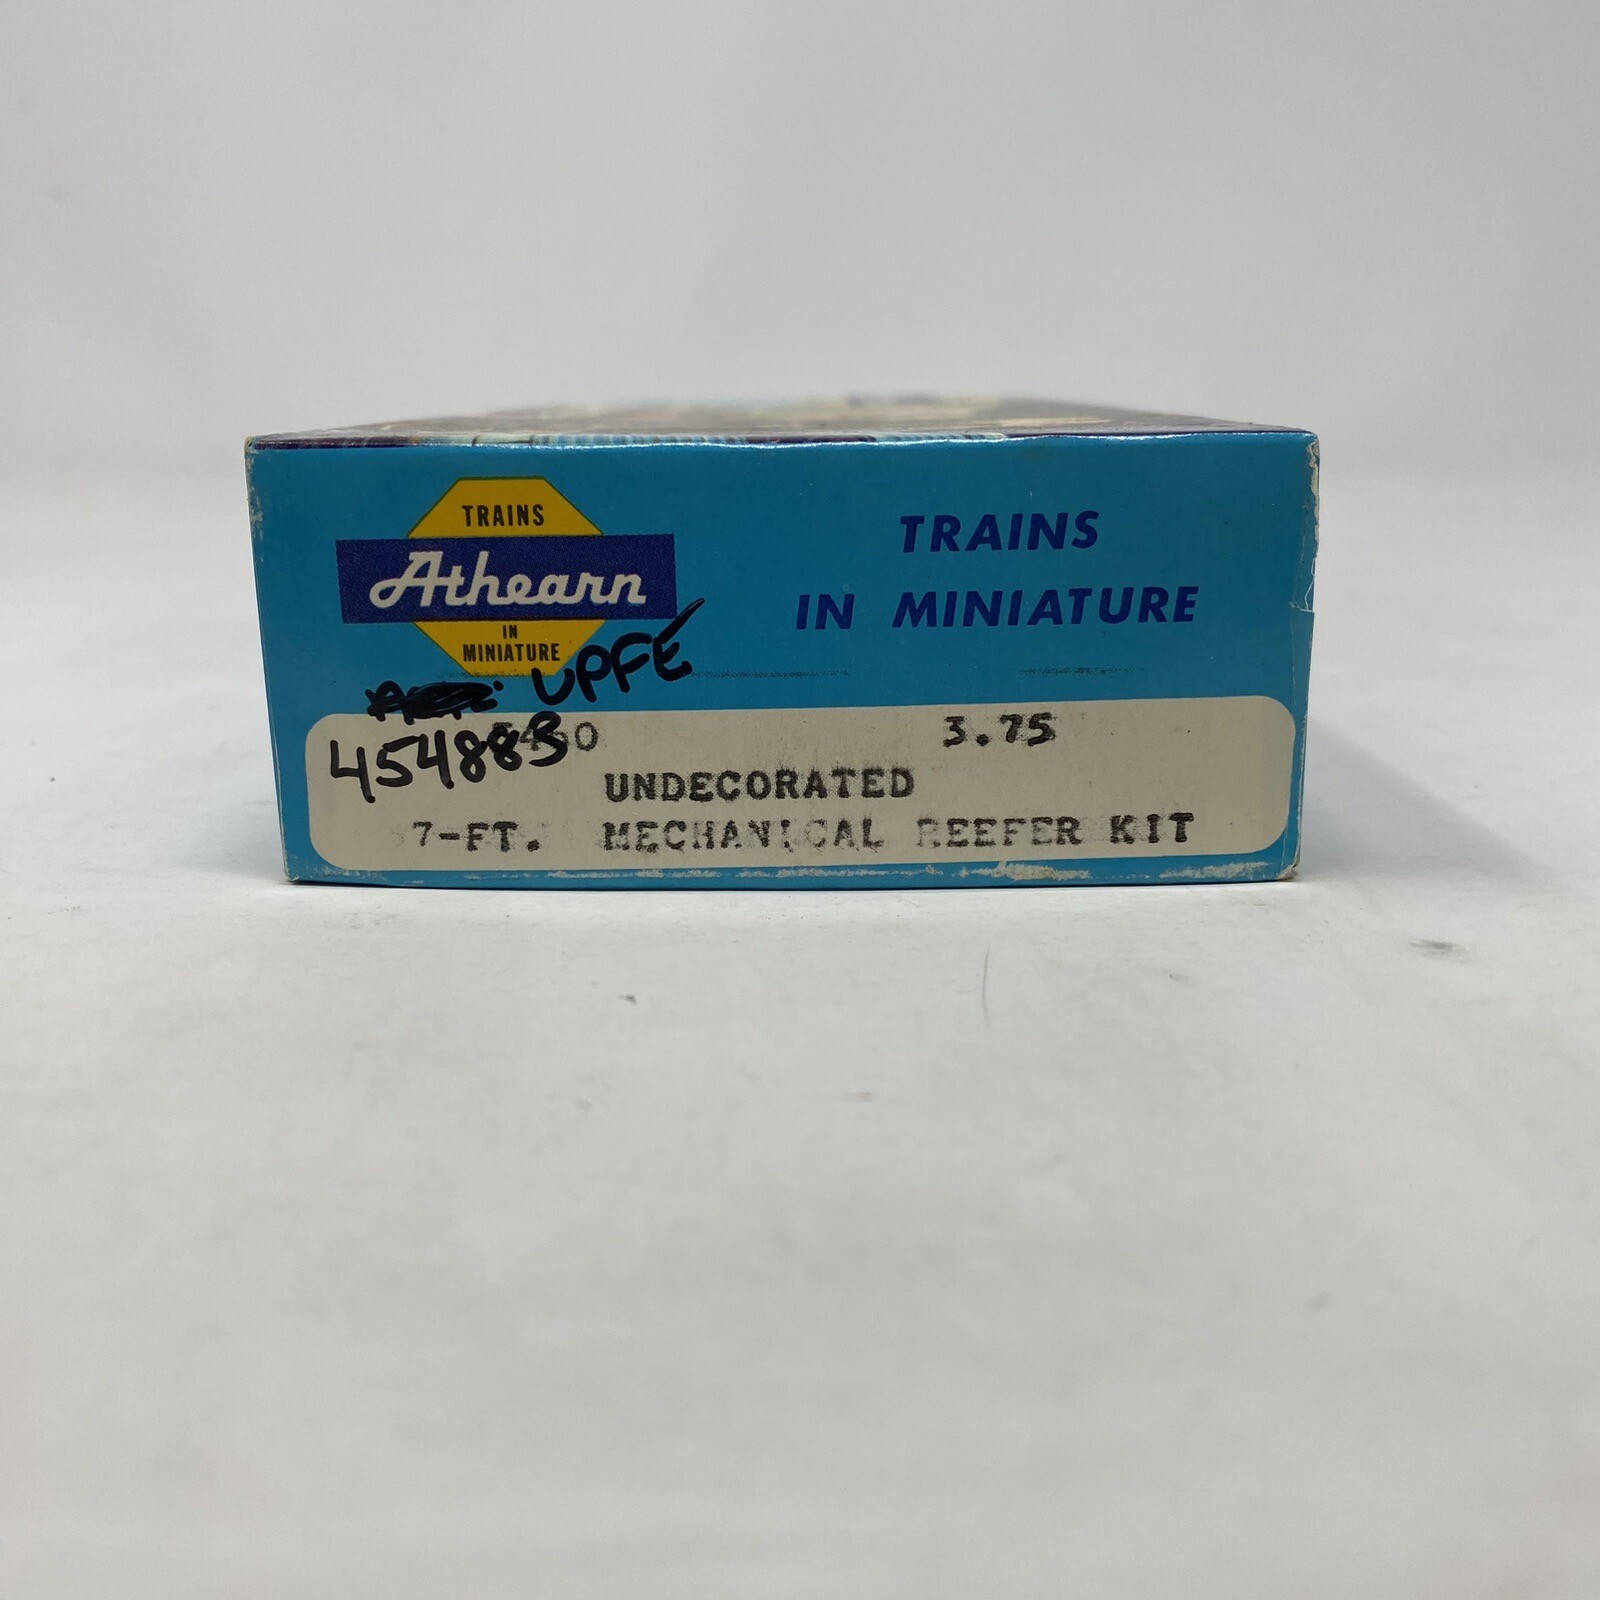 TRAINS
Athearn
IN
MINIATURE
TRAINS
IN MINIATURE
UPFE
454883
3.75
UNDECORATED
7-FT. MECHANICAL REEFER KIT